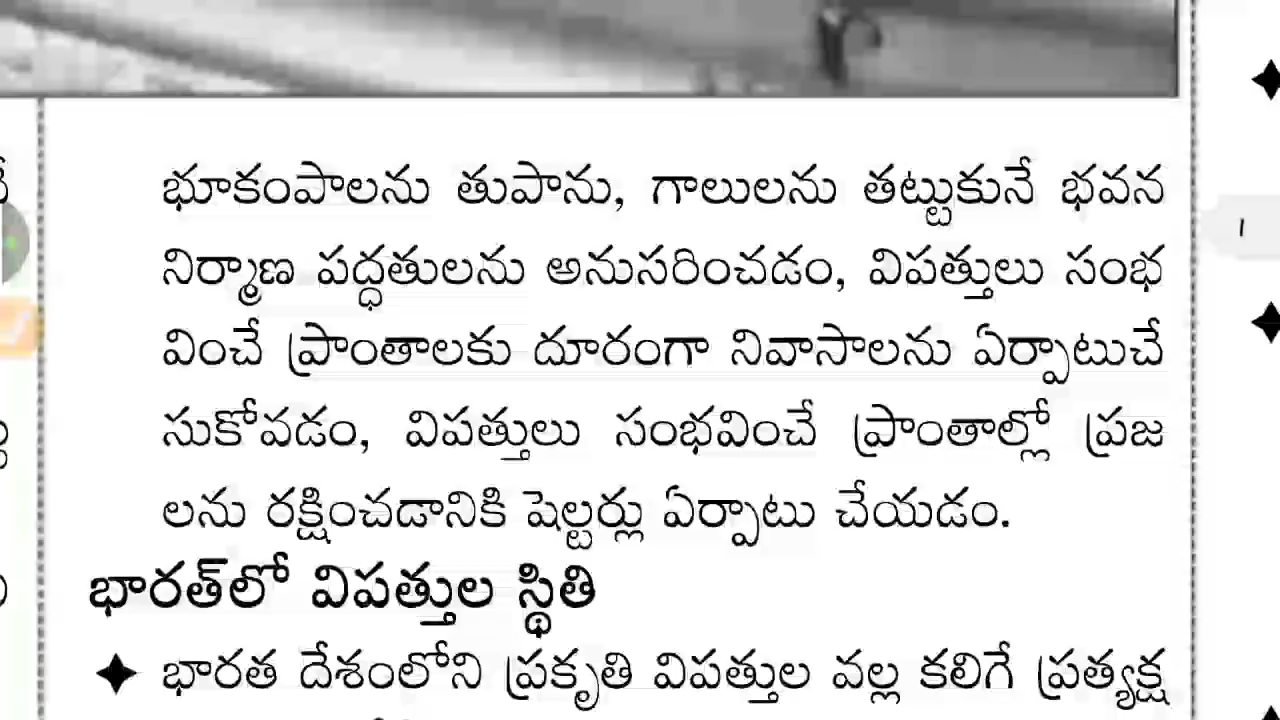 భూకంపాలను తుపాను, గాలులను తట్టుకునే భవన
నిర్మాణ పద్ధతులను అనుసరించడం, విపత్తులు సంభ
వించే ప్రాంతాలకు దూరంగా నివాసాలను ఏర్పాటుచే
సుకోవడం, విపత్తులు సంభవించే ప్రాంతాల్లో ప్రజ
లను రక్షించడానికి షెల్టర్లు ఏర్పాటు చేయడం.
భారత్‌లో విపత్తుల స్థితి
✦ భారత దేశంలోని ప్రకృతి విపత్తుల వల్ల కలిగే ప్రత్యక్ష